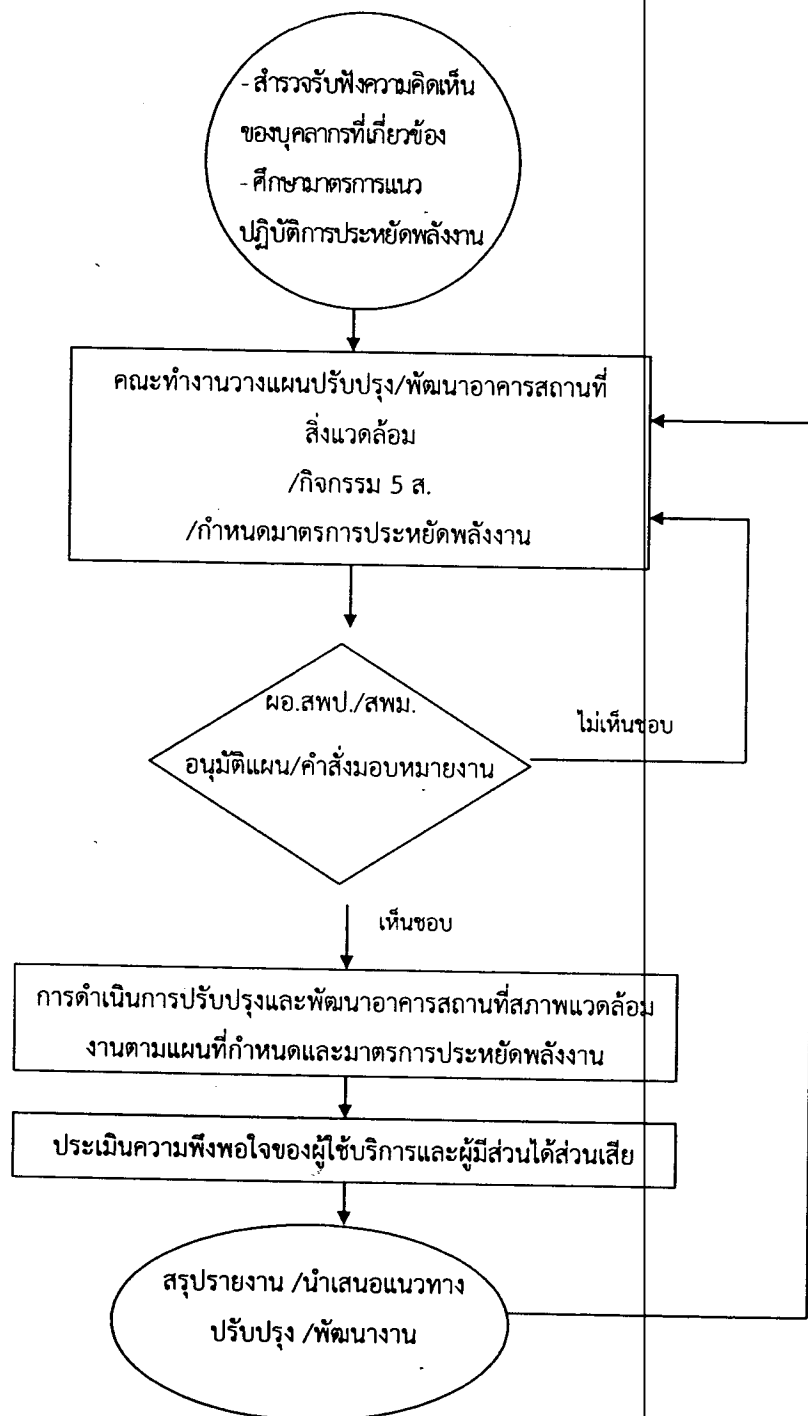 - สำรวจรับฟังความคิดเห็น
ของบุคลากรที่เกี่ยวข้อง
- ศึกษามาตรการแนว
ปฏิบัติการประหยัดพลังงาน
คณะทำงานวางแผนปรับปรุง/พัฒนาอาคารสถานที่
สิ่งแวดล้อม
/กิจกรรม 5 ส.
/กำหนดมาตรการประหยัดพลังงาน
ผอ.สพป./สพม.
อนุมัติแผน/คำสั่งมอบหมายงาน
ไม่เห็นชอบ
เห็นชอบ
การดำเนินการปรับปรุงและพัฒนาอาคารสถานที่สภาพแวดล้อม
งานตามแผนที่กำหนดและมาตรการประหยัดพลังงาน
ประเมินความพึงพอใจของผู้ใช้บริการและผู้มีส่วนได้ส่วนเสีย
สรุปรายงาน /นำเสนอแนวทาง
ปรับปรุง /พัฒนางาน